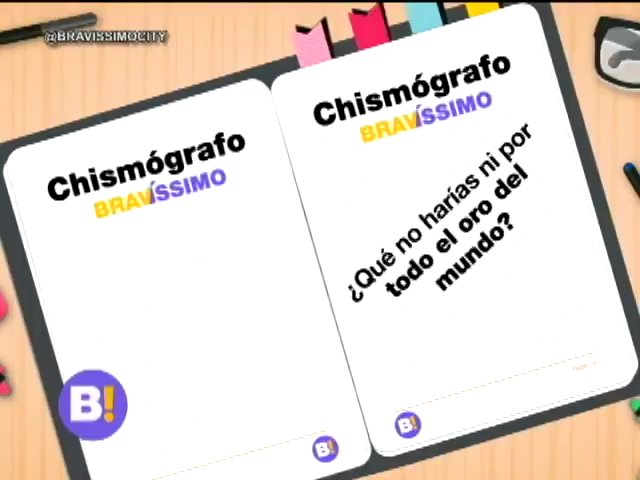 @BRAVISSIMOCITY
Chismógrafo
BRAVÍSSIMO
B!
B!
Chismógrafo
BRAVÍSSIMO
¿Qué no harías ni por
todo el oro del
mundo?
B!